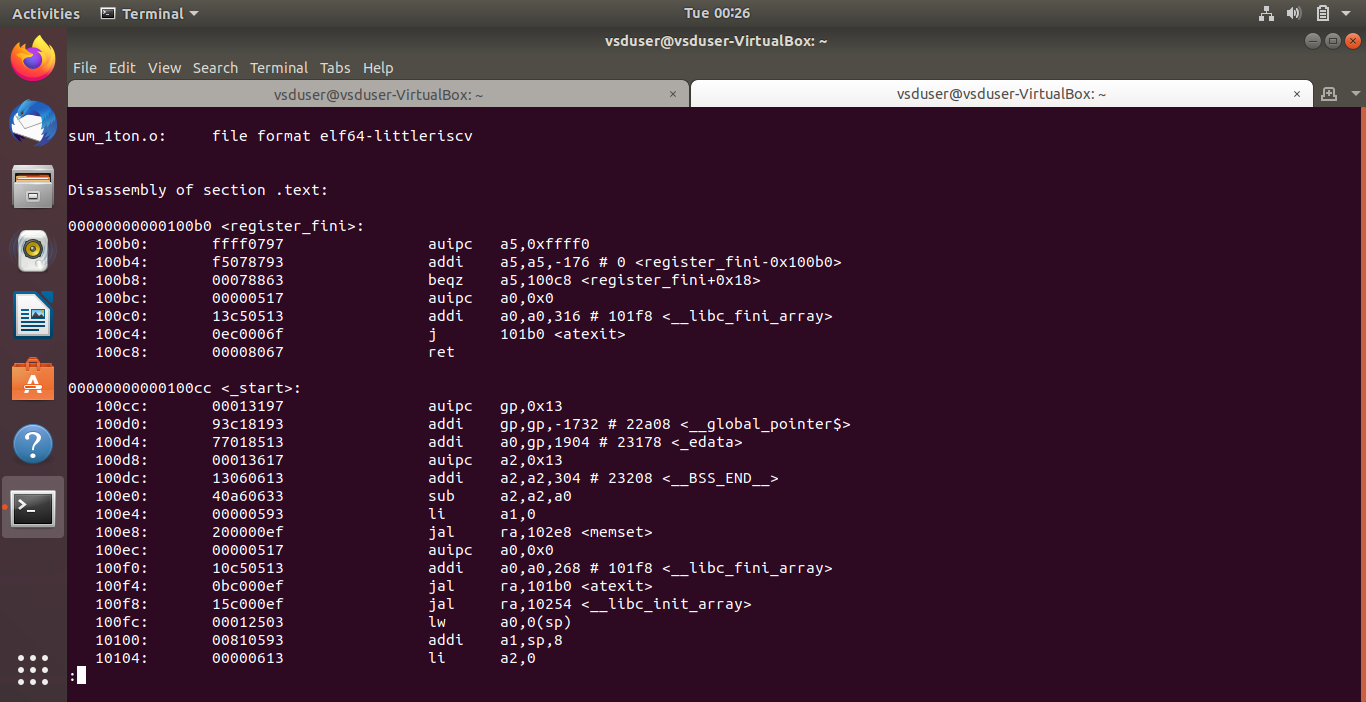 Activities Terminal Tue 00:26
vsduser@vsduser-VirtualBox: ~
File Edit View Search Terminal Tabs Help
vsduser@vsduser-VirtualBox: ~ × vsduser@vsduser-VirtualBox: ~ ×
sum_1ton.o:     file format elf64-littleriscv
Disassembly of section .text:
00000000000100b0 <register_fini>:
   100b0:       ffff0797                auipc   a5,0xffff0
   100b4:       f5078793                addi    a5,a5,-176 # 0 <register_fini-0x100b0>
   100b8:       00078863                beqz    a5,100c8 <register_fini+0x18>
   100bc:       00000517                auipc   a0,0x0
   100c0:       13c50513                addi    a0,a0,316 # 101f8 <__libc_fini_array>
   100c4:       0ec0006f                j       101b0 <atexit>
   100c8:       00008067                ret
00000000000100cc <_start>:
   100cc:       00013197                auipc   gp,0x13
   100d0:       93c18193                addi    gp,gp,-1732 # 22a08 <__global_pointer$>
   100d4:       77018513                addi    a0,gp,1904 # 23178 <_edata>
   100d8:       00013617                auipc   a2,0x13
   100dc:       13060613                addi    a2,a2,304 # 23208 <__BSS_END__>
   100e0:       40a60633                sub     a2,a2,a0
   100e4:       00000593                li      a1,0
   100e8:       200000ef                jal     ra,102e8 <memset>
   100ec:       00000517                auipc   a0,0x0
   100f0:       10c50513                addi    a0,a0,268 # 101f8 <__libc_fini_array>
   100f4:       0bc000ef                jal     ra,101b0 <atexit>
   100f8:       15c000ef                jal     ra,10254 <__libc_init_array>
   100fc:       00012503                lw      a0,0(sp)
   10100:       00810593                addi    a1,sp,8
   10104:       00000613                li      a2,0
: